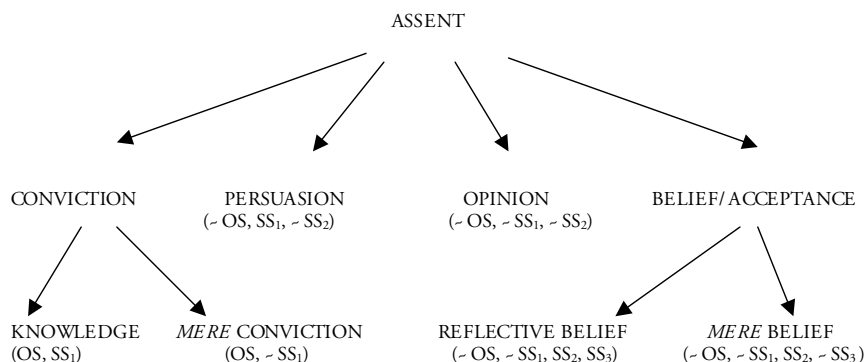 ASSENT
CONVICTION PERSUASION OPINION BELIEF/ACCEPTANCE
(~ OS, SS₁, ~ SS₂) (~ OS, ~ SS₁, ~ SS₂)
KNOWLEDGE MERE CONVICTION REFLECTIVE BELIEF MERE BELIEF
(OS, SS₁) (OS, ~ SS₁) (~ OS, ~ SS₁, SS₂, SS₃) (~ OS, ~ SS₁, SS₂, ~ SS₃)